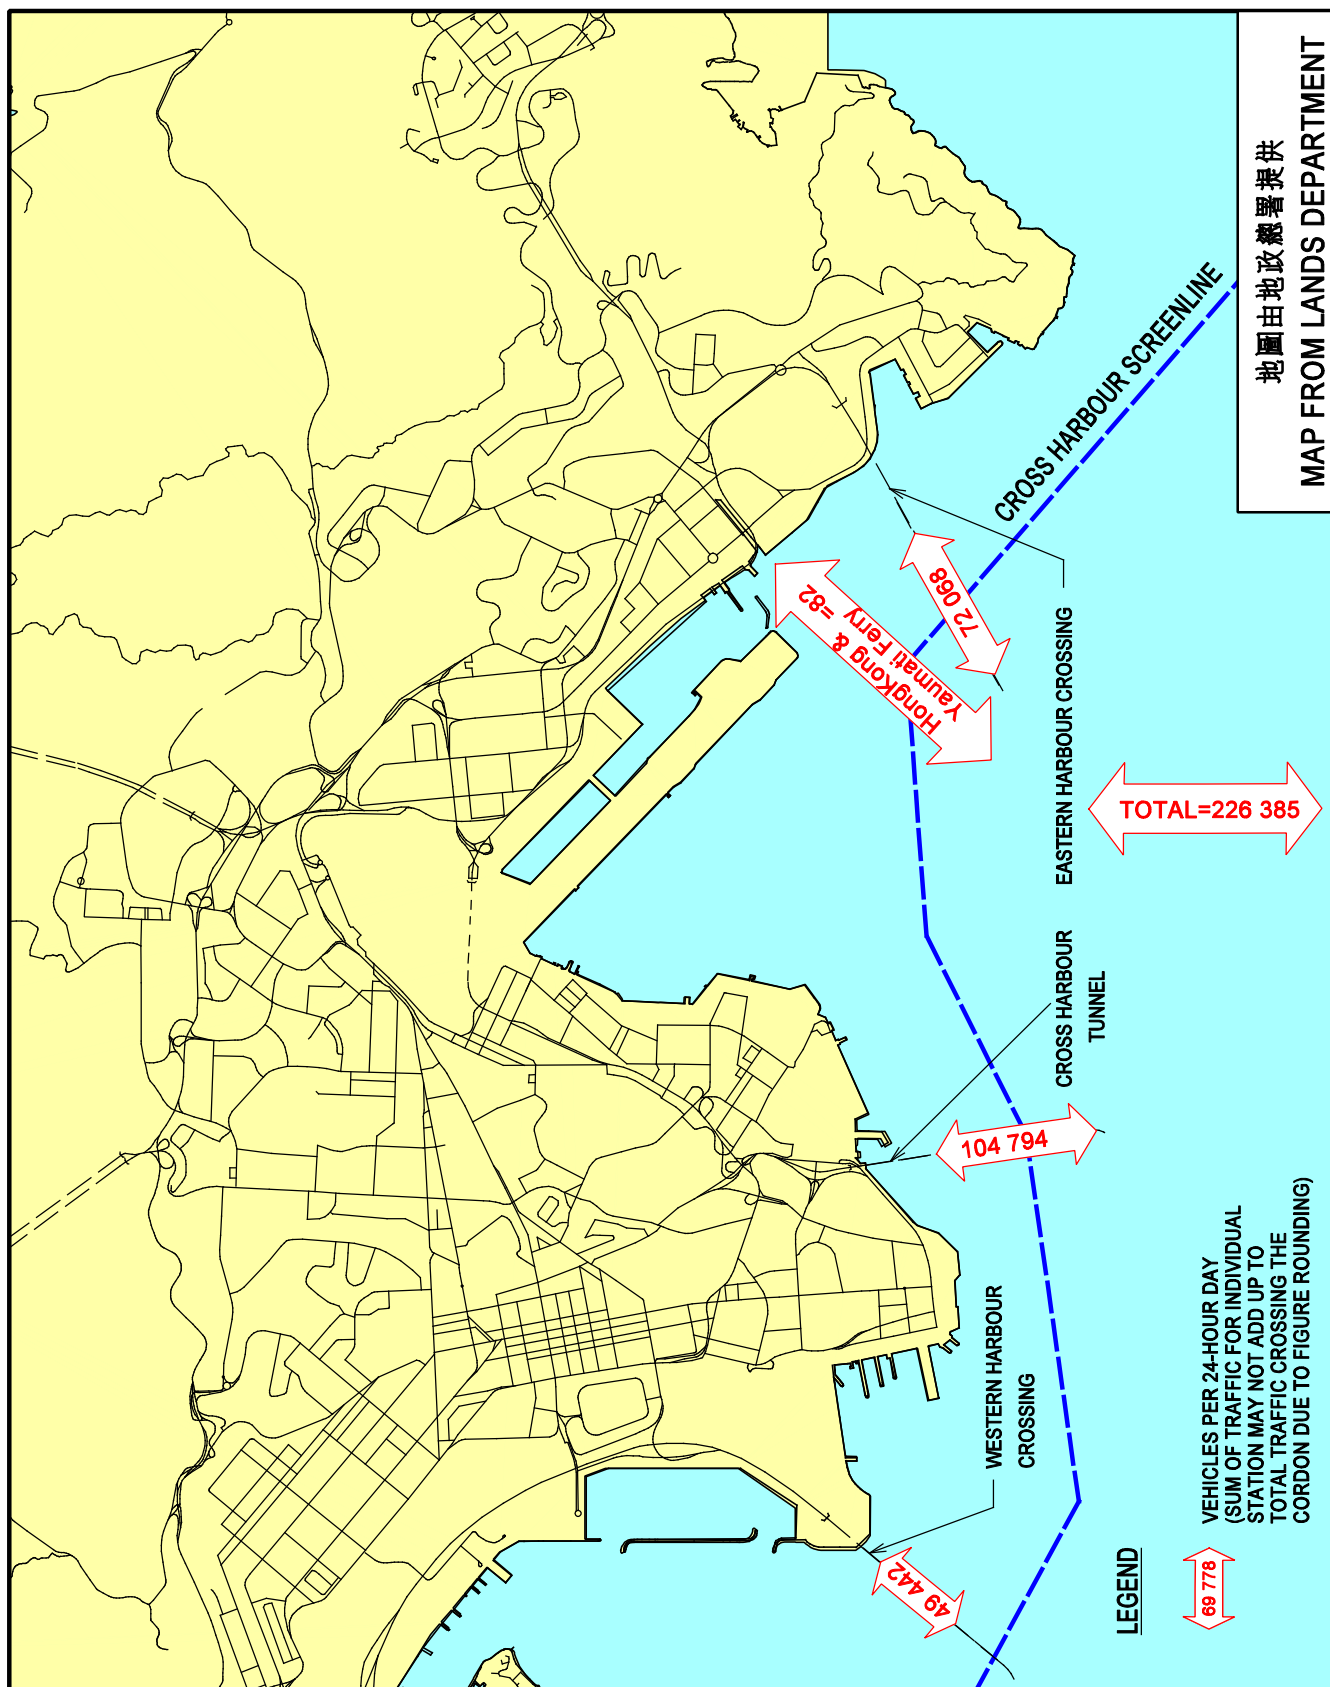 地圖由地政總署提供
MAP FROM LANDS DEPARTMENT
CROSS HARBOUR SCREENLINE
72 068
HongKong &
Yaumati Ferry =82
EASTERN HARBOUR CROSSING
TOTAL=226 385
CROSS HARBOUR
TUNNEL
104 794
WESTERN HARBOUR
CROSSING
49 442
LEGEND
69 778
VEHICLES PER 24-HOUR DAY
(SUM OF TRAFFIC FOR INDIVIDUAL
STATION MAY NOT ADD UP TO
TOTAL TRAFFIC CROSSING THE
CORDON DUE TO FIGURE ROUNDING)